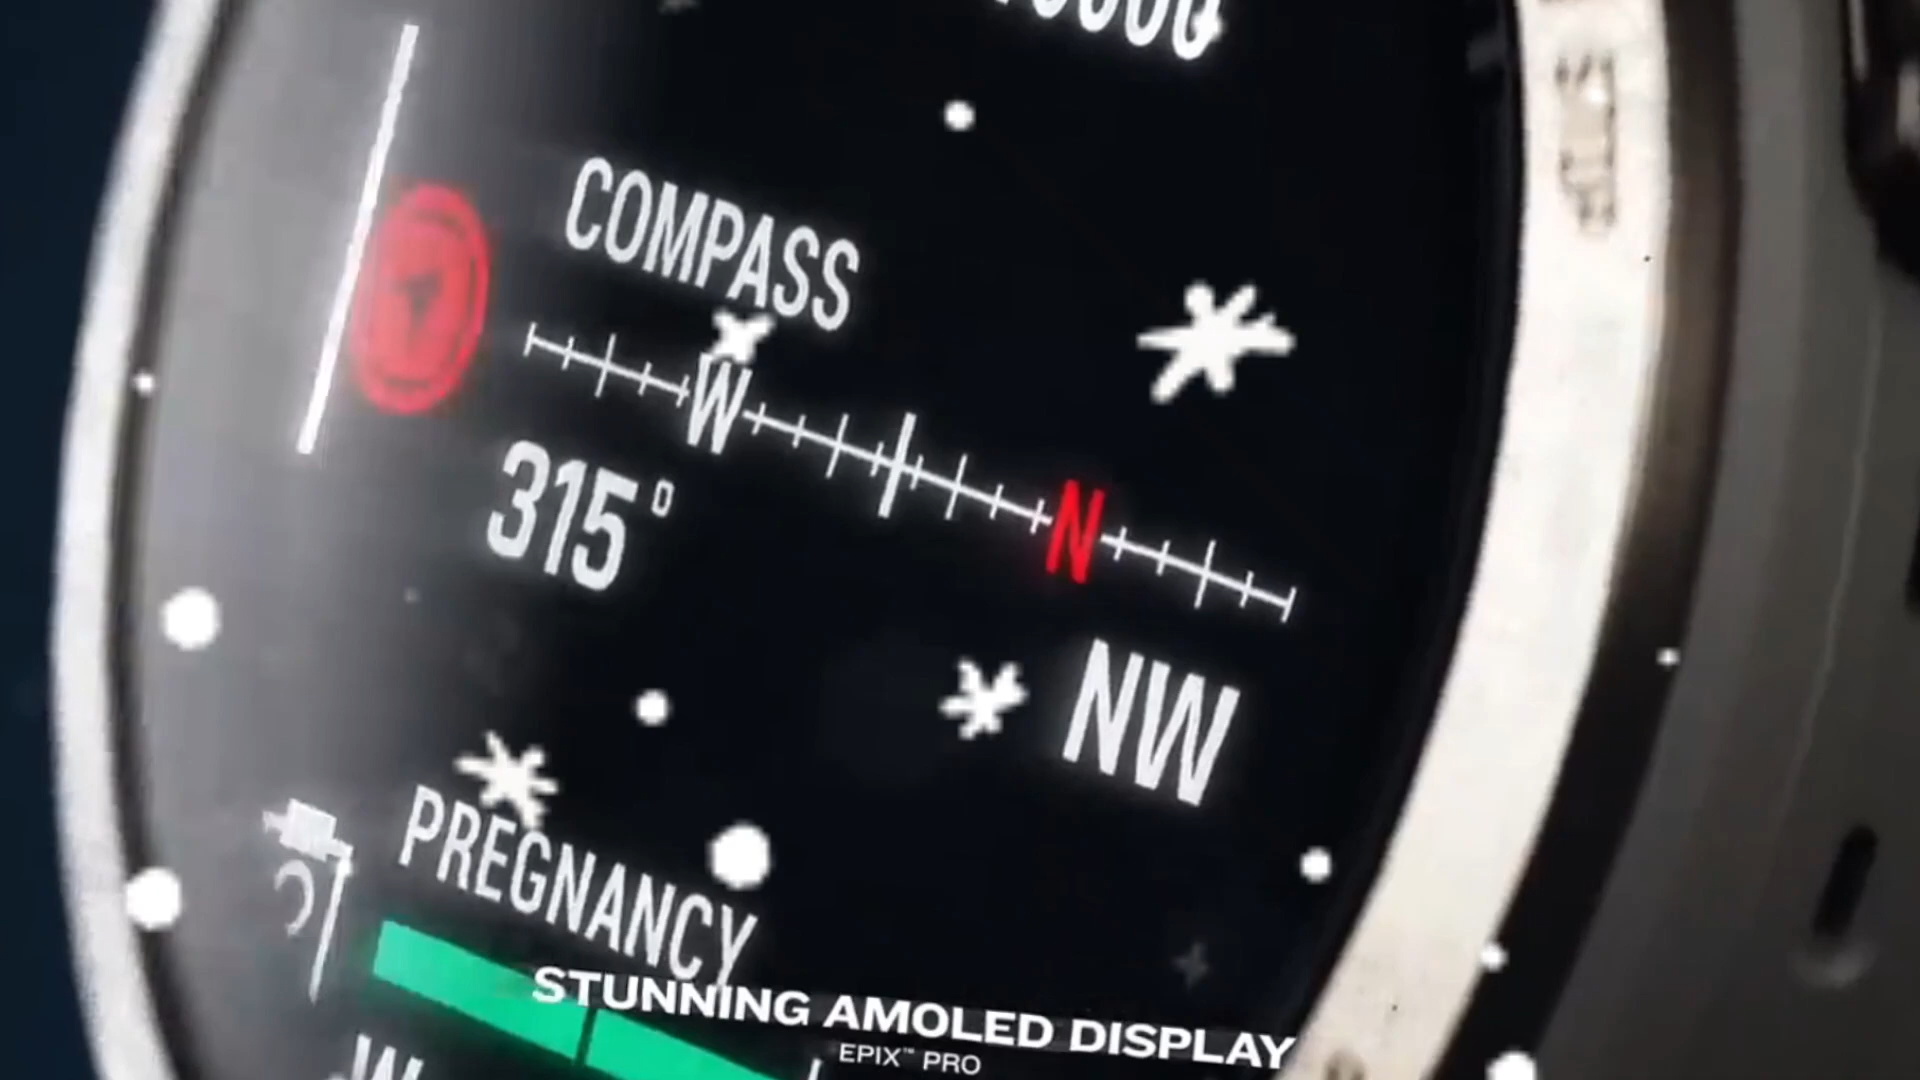 COMPASS
W
N
315°
NW
PREGNANCY
STUNNING AMOLED DISPLAY
EPIX™ PRO